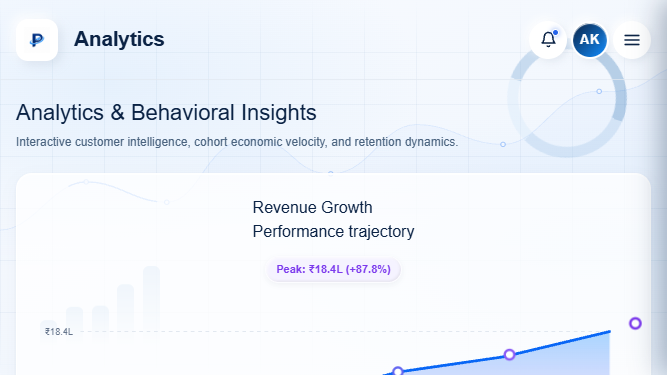 P
Analytics
AK
Analytics & Behavioral Insights
Interactive customer intelligence, cohort economic velocity, and retention dynamics.
Revenue Growth
Performance trajectory
Peak: ₹18.4L (+87.8%)
₹18.4L